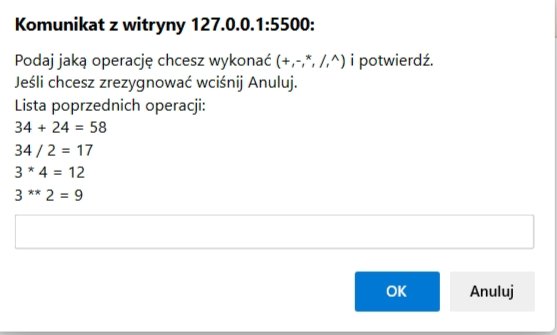 Komunikat z witryny 127.0.0.1:5500:
Podaj jaką operację chcesz wykonać (+,-,*, /,^) i potwierdź.
Jeśli chcesz zrezygnować wciśnij Anuluj.
Lista poprzednich operacji:
34 + 24 = 58
34 / 2 = 17
3 * 4 = 12
3 ** 2 = 9
OK
Anuluj